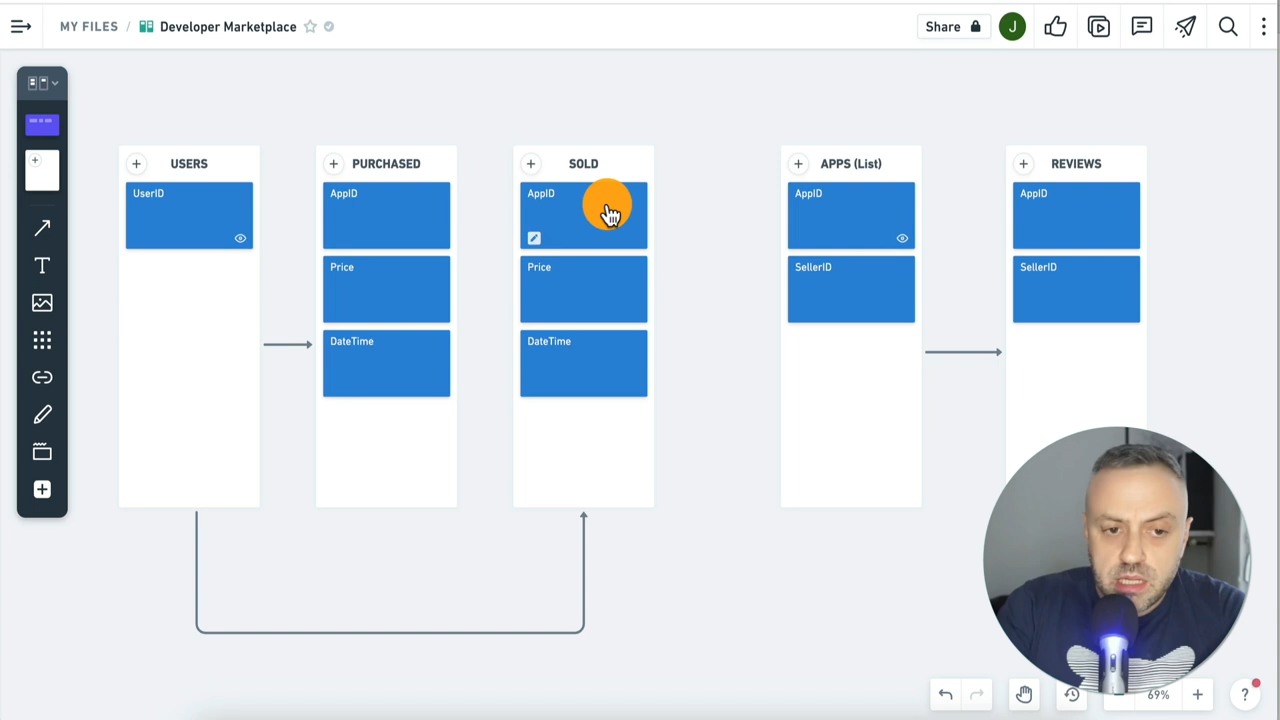 MY FILES / Developer Marketplace
Share
J
USERS
UserID
PURCHASED
AppID
Price
DateTime
SOLD
AppID
Price
DateTime
APPS (List)
AppID
SellerID
REVIEWS
AppID
SellerID
69%
?